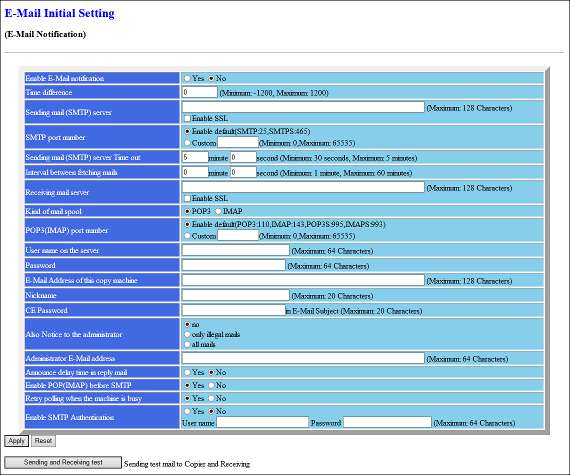 E-Mail Initial Setting
(E-Mail Notification)
Enable E-Mail notification Yes No
Time difference 0 (Minimum: -1200, Maximum: 1200)
Sending mail (SMTP) server (Maximum: 128 Characters)
Enable SSL
SMTP port number Enable default(SMTP:25,SMTPS:465)
Custom (Minimum: 0,Maximum: 65535)
Sending mail (SMTP) server Time out 5 minute 0 second (Minimum: 30 seconds, Maximum: 5 minutes)
Interval between fetching mails 0 minute 0 second (Minimum: 1 minute, Maximum: 60 minutes)
Receiving mail server (Maximum: 128 Characters)
Enable SSL
Kind of mail spool POP3 IMAP
POP3(IMAP) port number Enable default(POP3:110,IMAP:143,POP3S:995,IMAPS:993)
Custom (Minimum: 0,Maximum: 65535)
User name on the server (Maximum: 64 Characters)
Password (Maximum: 64 Characters)
E-Mail Address of this copy machine (Maximum: 128 Characters)
Nickname (Maximum: 20 Characters)
CE Password in E-Mail Subject (Maximum: 20 Characters)
Also Notice to the administrator no
only illegal mails
all mails
Administrator E-Mail address (Maximum: 64 Characters)
Announce delay time in reply mail Yes No
Enable POP(IMAP) before SMTP Yes No
Retry polling when the machine is busy Yes No
Enable SMTP Authentication Yes No
User name Password (Maximum: 64 Characters)
Apply Reset
Sending and Receiving test Sending test mail to Copier and Receiving